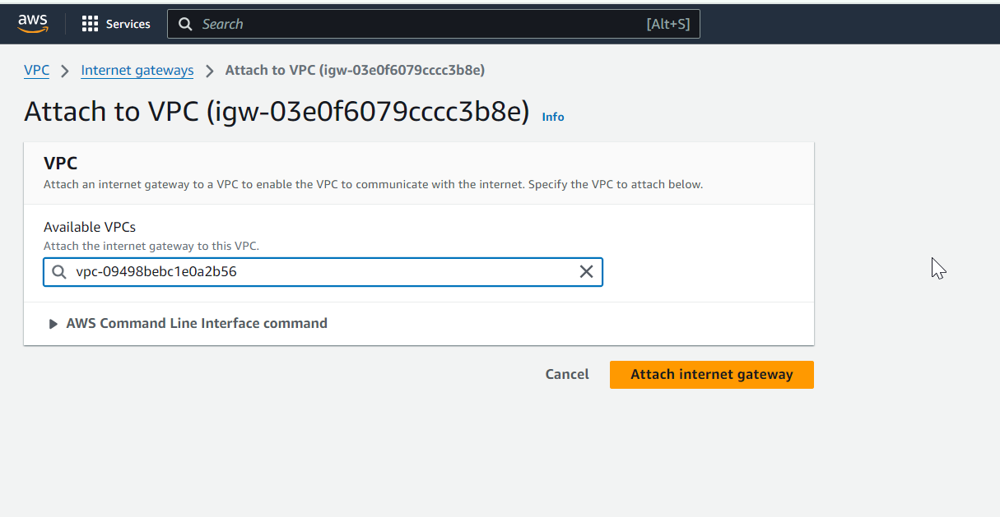 aws Services Search [Alt+S]
VPC Internet gateways Attach to VPC (igw-03e0f6079cccc3b8e)
Attach to VPC (igw-03e0f6079cccc3b8e) Info
VPC
Attach an internet gateway to a VPC to enable the VPC to communicate with the internet. Specify the VPC to attach below.
Available VPCs
Attach the internet gateway to this VPC.
vpc-09498bebc1e0a2b56
AWS Command Line Interface command
Cancel Attach internet gateway